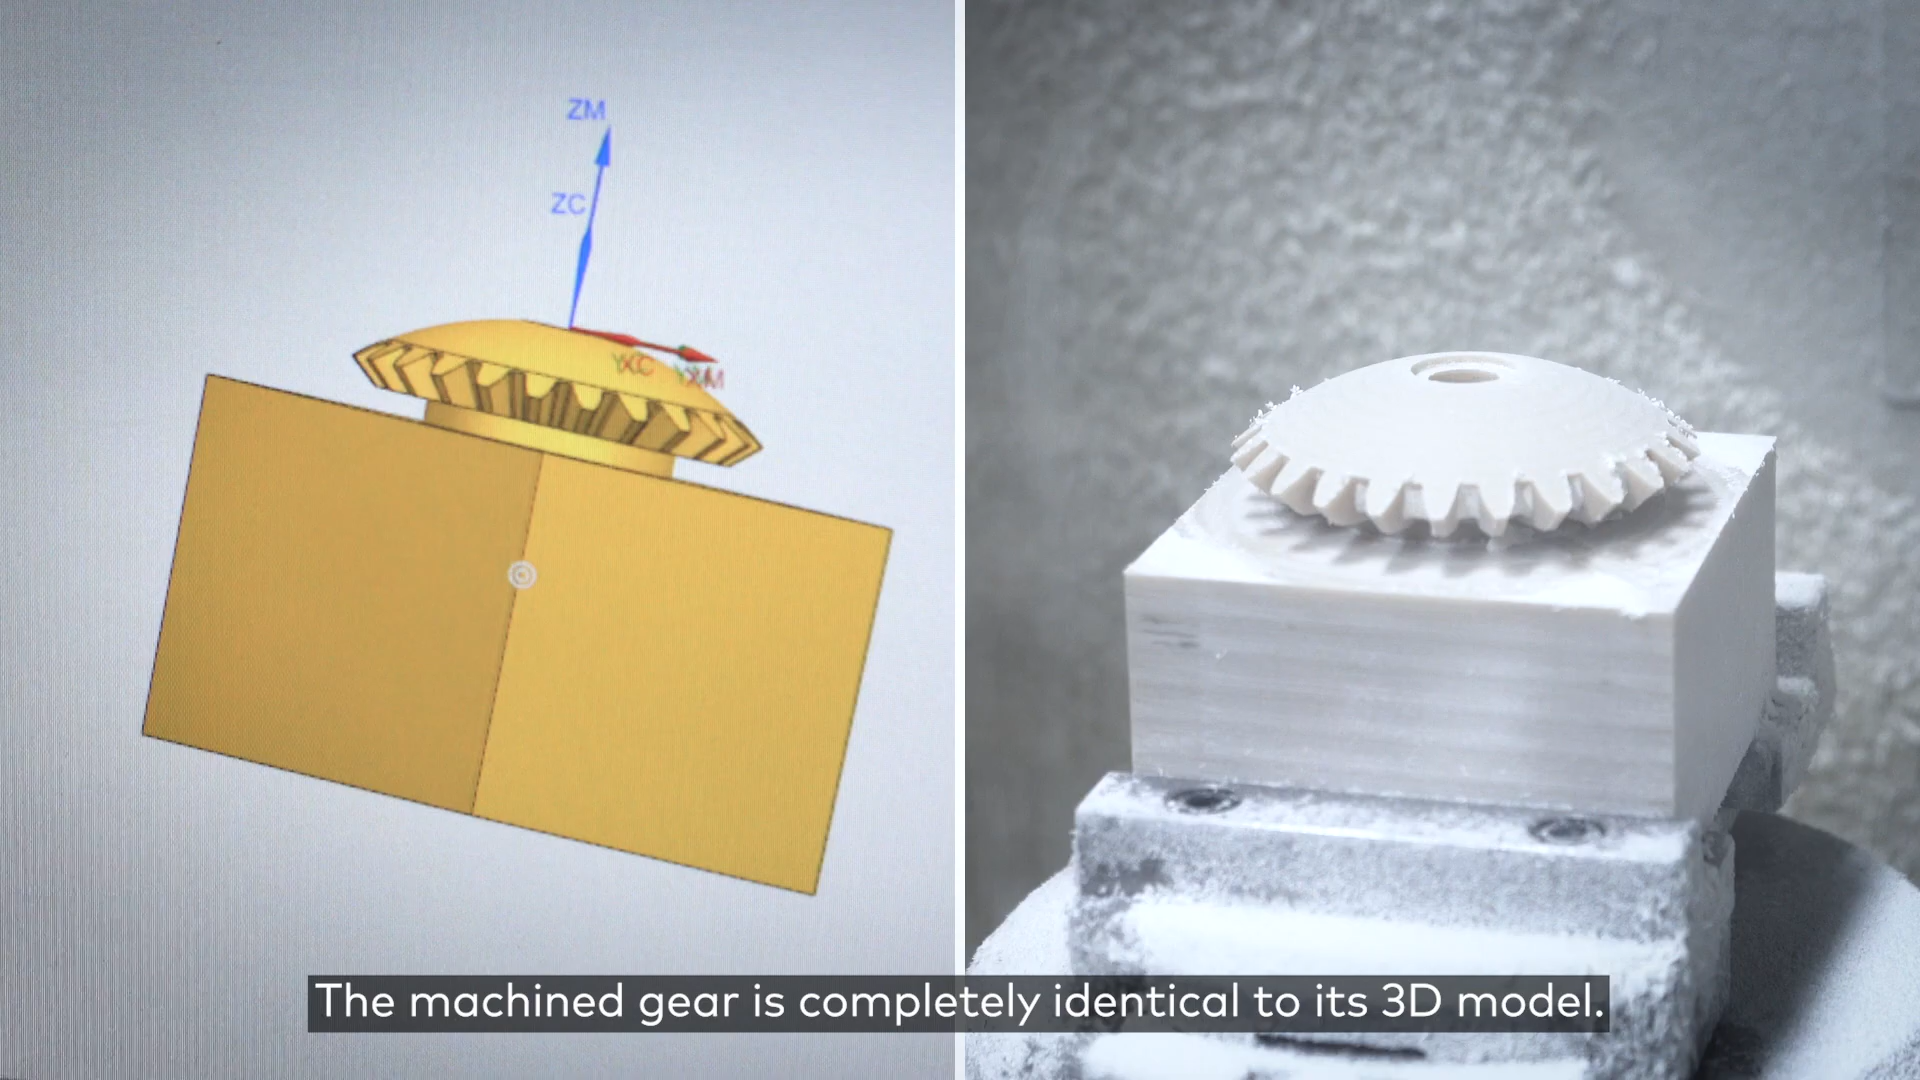 ZM
ZC
The machined gear is completely identical to its 3D model.